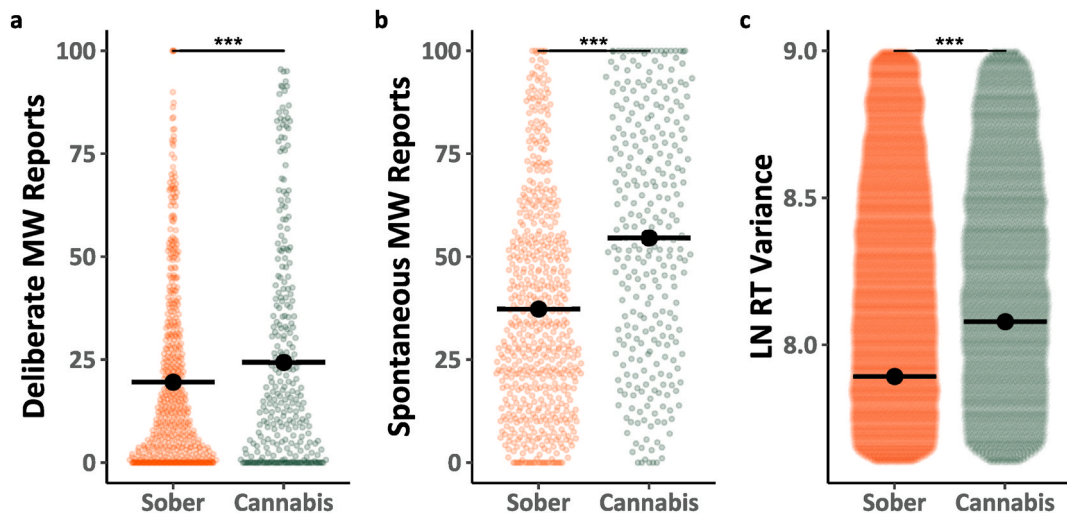 a
Deliberate MW Reports
100
75
50
25
0
***
Sober Cannabis
b
Spontaneous MW Reports
100
75
50
25
0
***
Sober Cannabis
c
LN RT Variance
9.0
8.5
8.0
***
Sober Cannabis